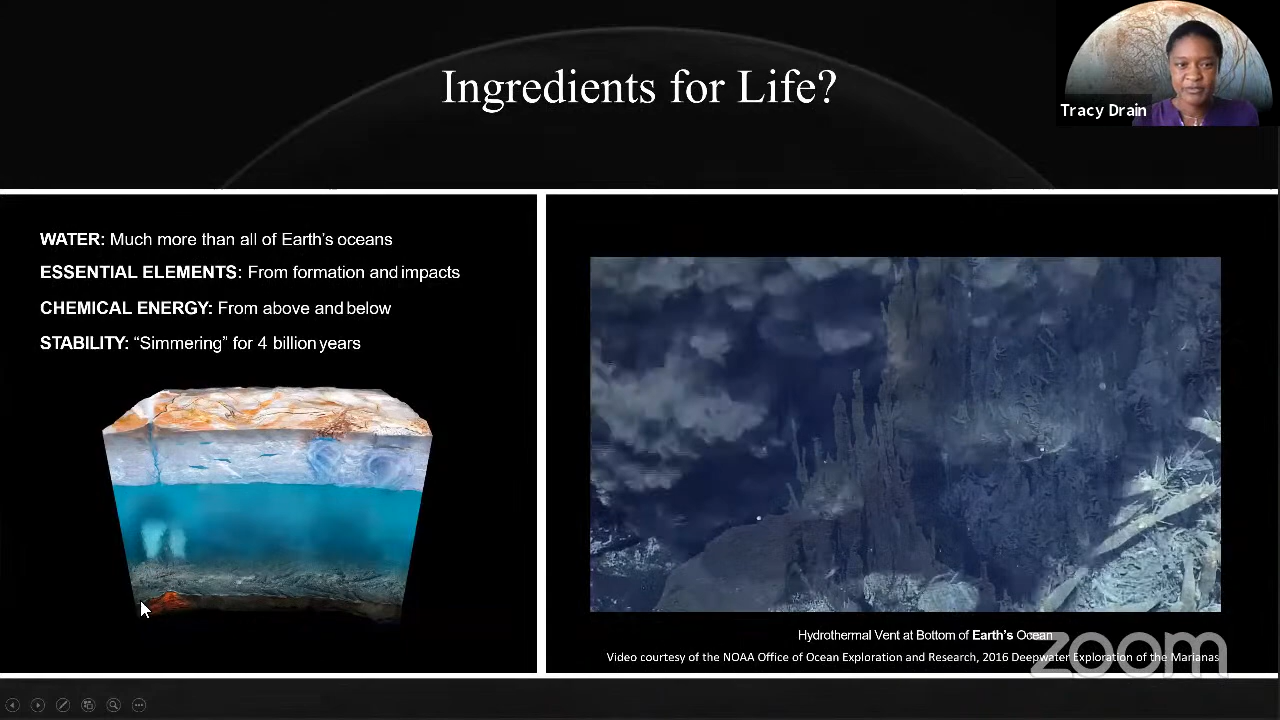 Ingredients for Life?
Tracy Drain
WATER: Much more than all of Earth's oceans
ESSENTIAL ELEMENTS: From formation and impacts
CHEMICAL ENERGY: From above and below
STABILITY: “Simmering” for 4 billion years
Hydrothermal Vent at Bottom of Earth's Ocean
Video courtesy of the NOAA Office of Ocean Exploration and Research, 2016 Deepwater Exploration of the Marianas
zoom